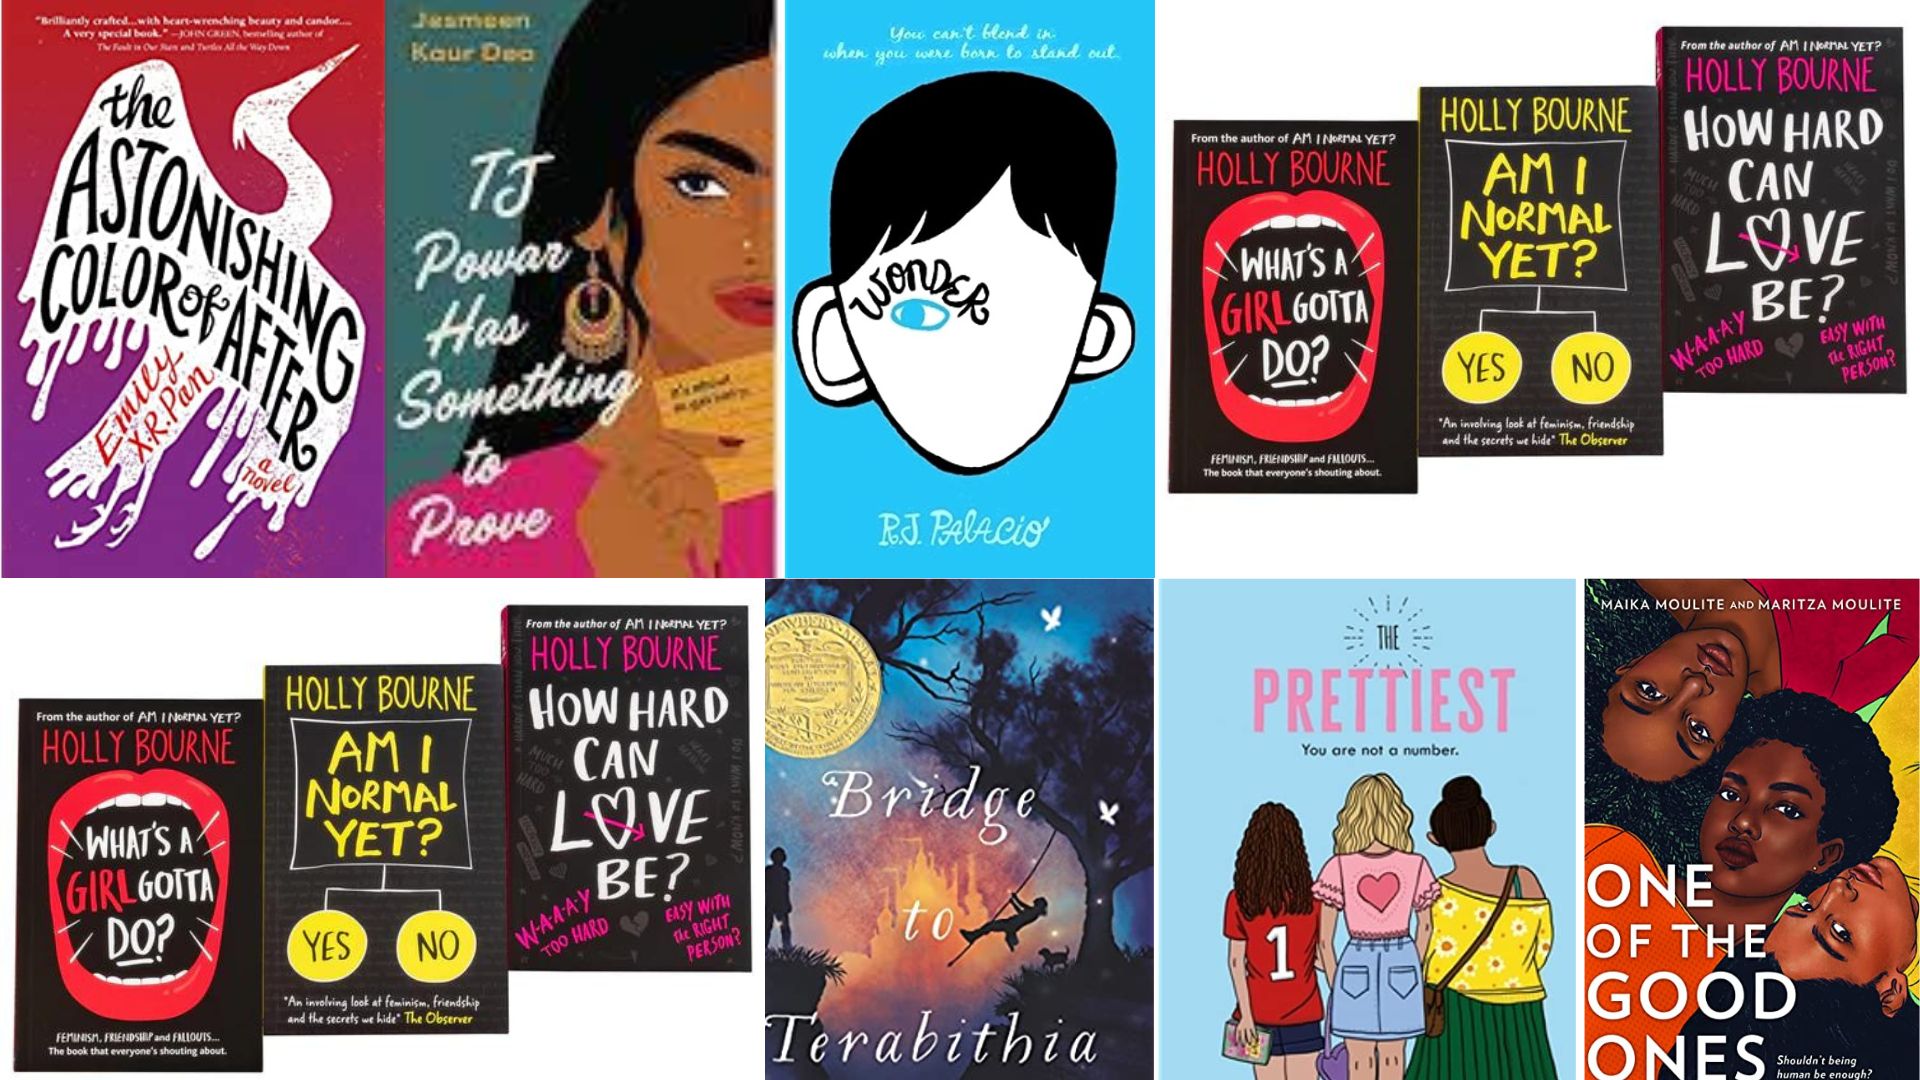 "Brilliantly crafted...with heart-wrenching beauty and candor....
A very special book." —JOHN GREEN, bestselling author of
The Fault in Our Stars and Turtles All the Way Down
the
ASTONISHING
COLOR of
AFTER
Emily
X.R. Pan
a
novel
Jasmeen
Kaur Deo
TJ
Powar
Has
Something
to
Prove
You can't blend in
when you were born to stand out.
WONDER
R.J. PALACIO
From the author of AM I NORMAL YET?
HOLLY BOURNE
WHAT'S A
GIRL GOTTA
DO?
FEMINISM, FRIENDSHIP and FALLOUTS...
The book that everyone's shouting about.
HOLLY BOURNE
AM I
NORMAL
YET?
YES
NO
"An involving look at feminism, friendship
and the secrets we hide" The Observer
From the author of AM I NORMAL YET?
HOLLY BOURNE
HOW HARD
CAN
LOVE
BE?
W-A-A-A-Y
TOO HARD
EASY WITH
the RIGHT
PERSON?
From the author of AM I NORMAL YET?
HOLLY BOURNE
WHAT'S A
GIRL GOTTA
DO?
FEMINISM, FRIENDSHIP and FALLOUTS...
The book that everyone's shouting about.
HOLLY BOURNE
AM I
NORMAL
YET?
YES
NO
"An involving look at feminism, friendship
and the secrets we hide" The Observer
From the author of AM I NORMAL YET?
HOLLY BOURNE
HOW HARD
CAN
LOVE
BE?
W-A-A-A-Y
TOO HARD
EASY WITH
the RIGHT
PERSON?
Bridge
to
Terabithia
THE
PRETTIEST
You are not a number.
1
MAIKA MOULITE AND MARITZA MOULITE
ONE
OF THE
GOOD
ONES
Shouldn't being
human be enough?